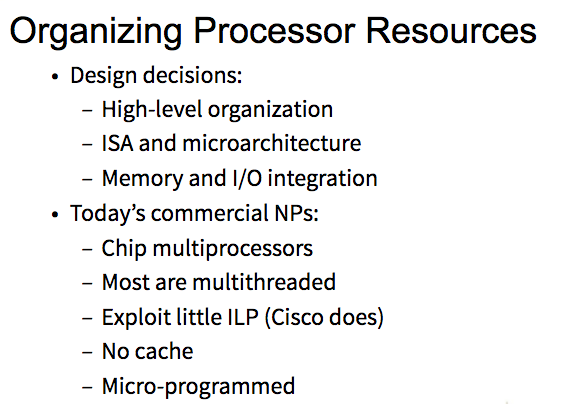 Organizing Processor Resources
• Design decisions:
– High-level organization
– ISA and microarchitecture
– Memory and I/O integration
• Today’s commercial NPs:
– Chip multiprocessors
– Most are multithreaded
– Exploit little ILP (Cisco does)
– No cache
– Micro-programmed